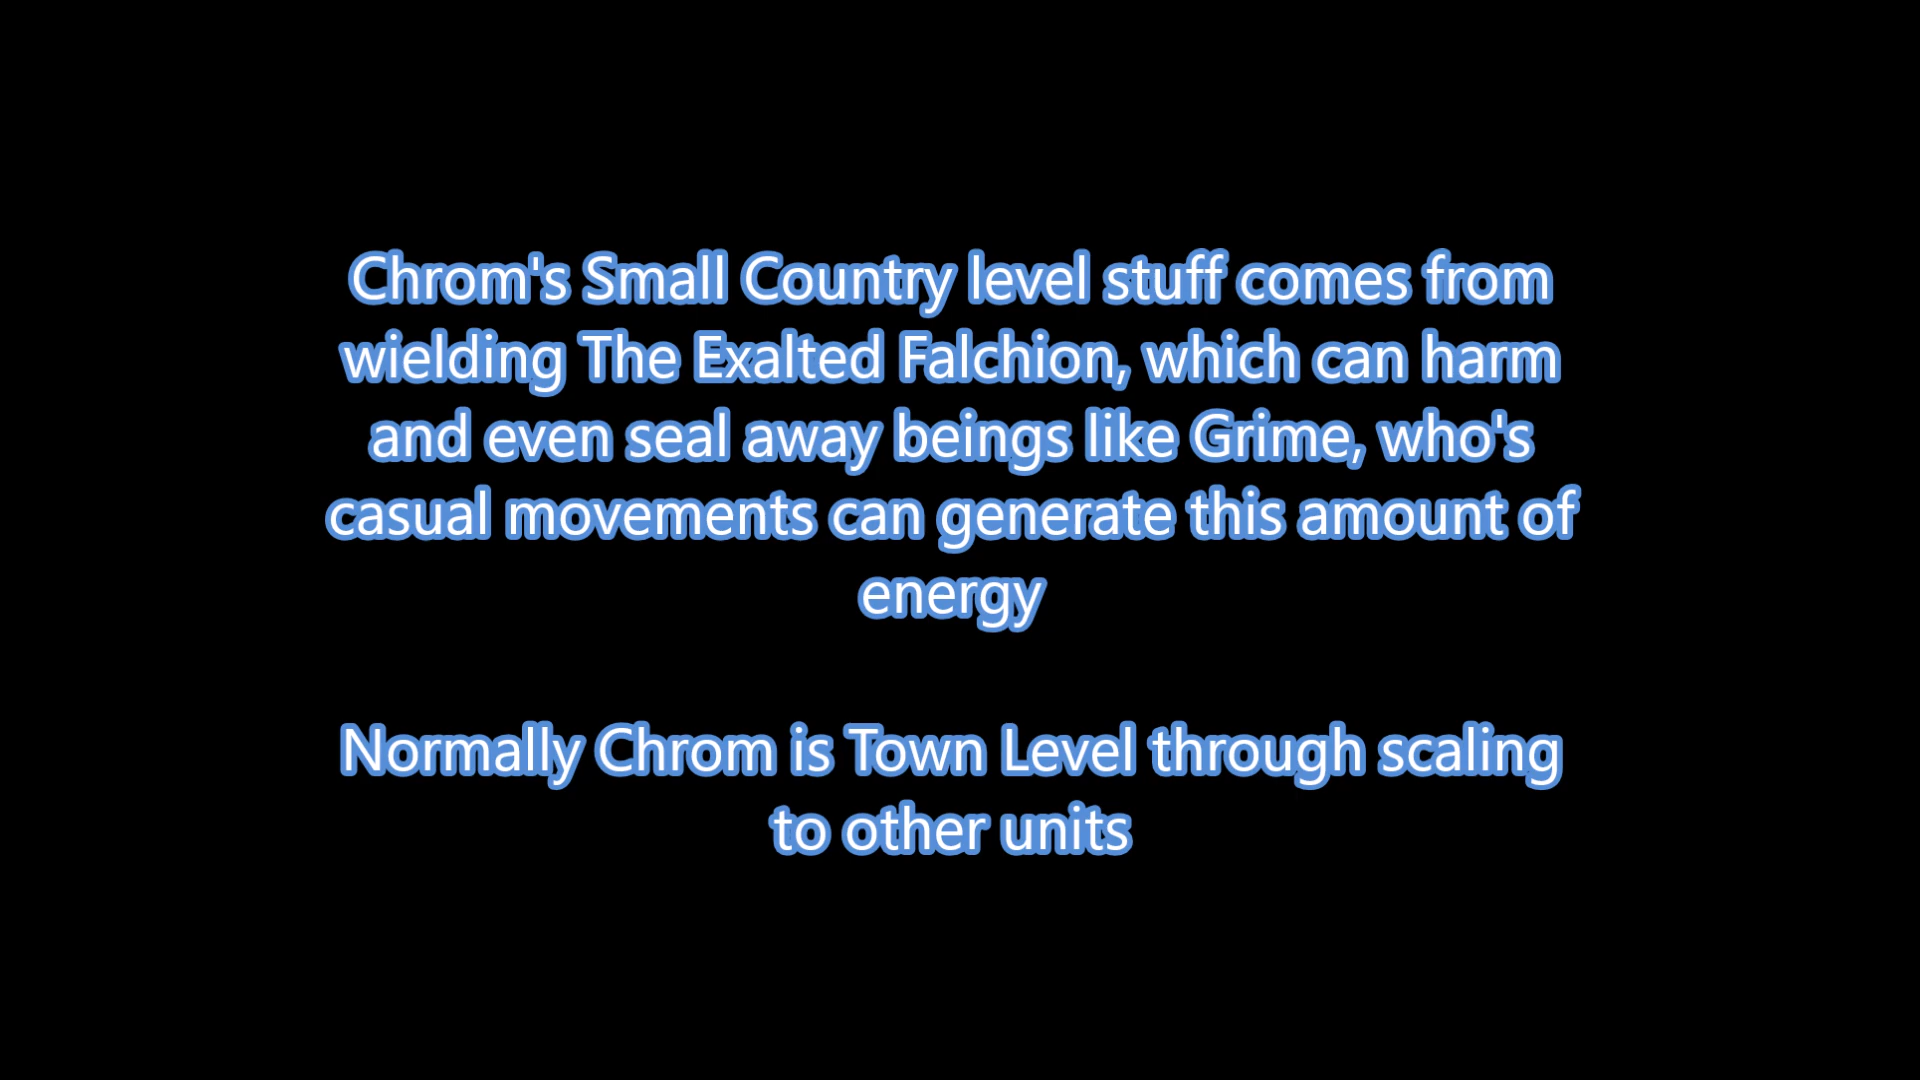 Chrom's Small Country level stuff comes from
wielding The Exalted Falchion, which can harm
and even seal away beings like Grime, who's
casual movements can generate this amount of
energy
Normally Chrom is Town Level through scaling
to other units